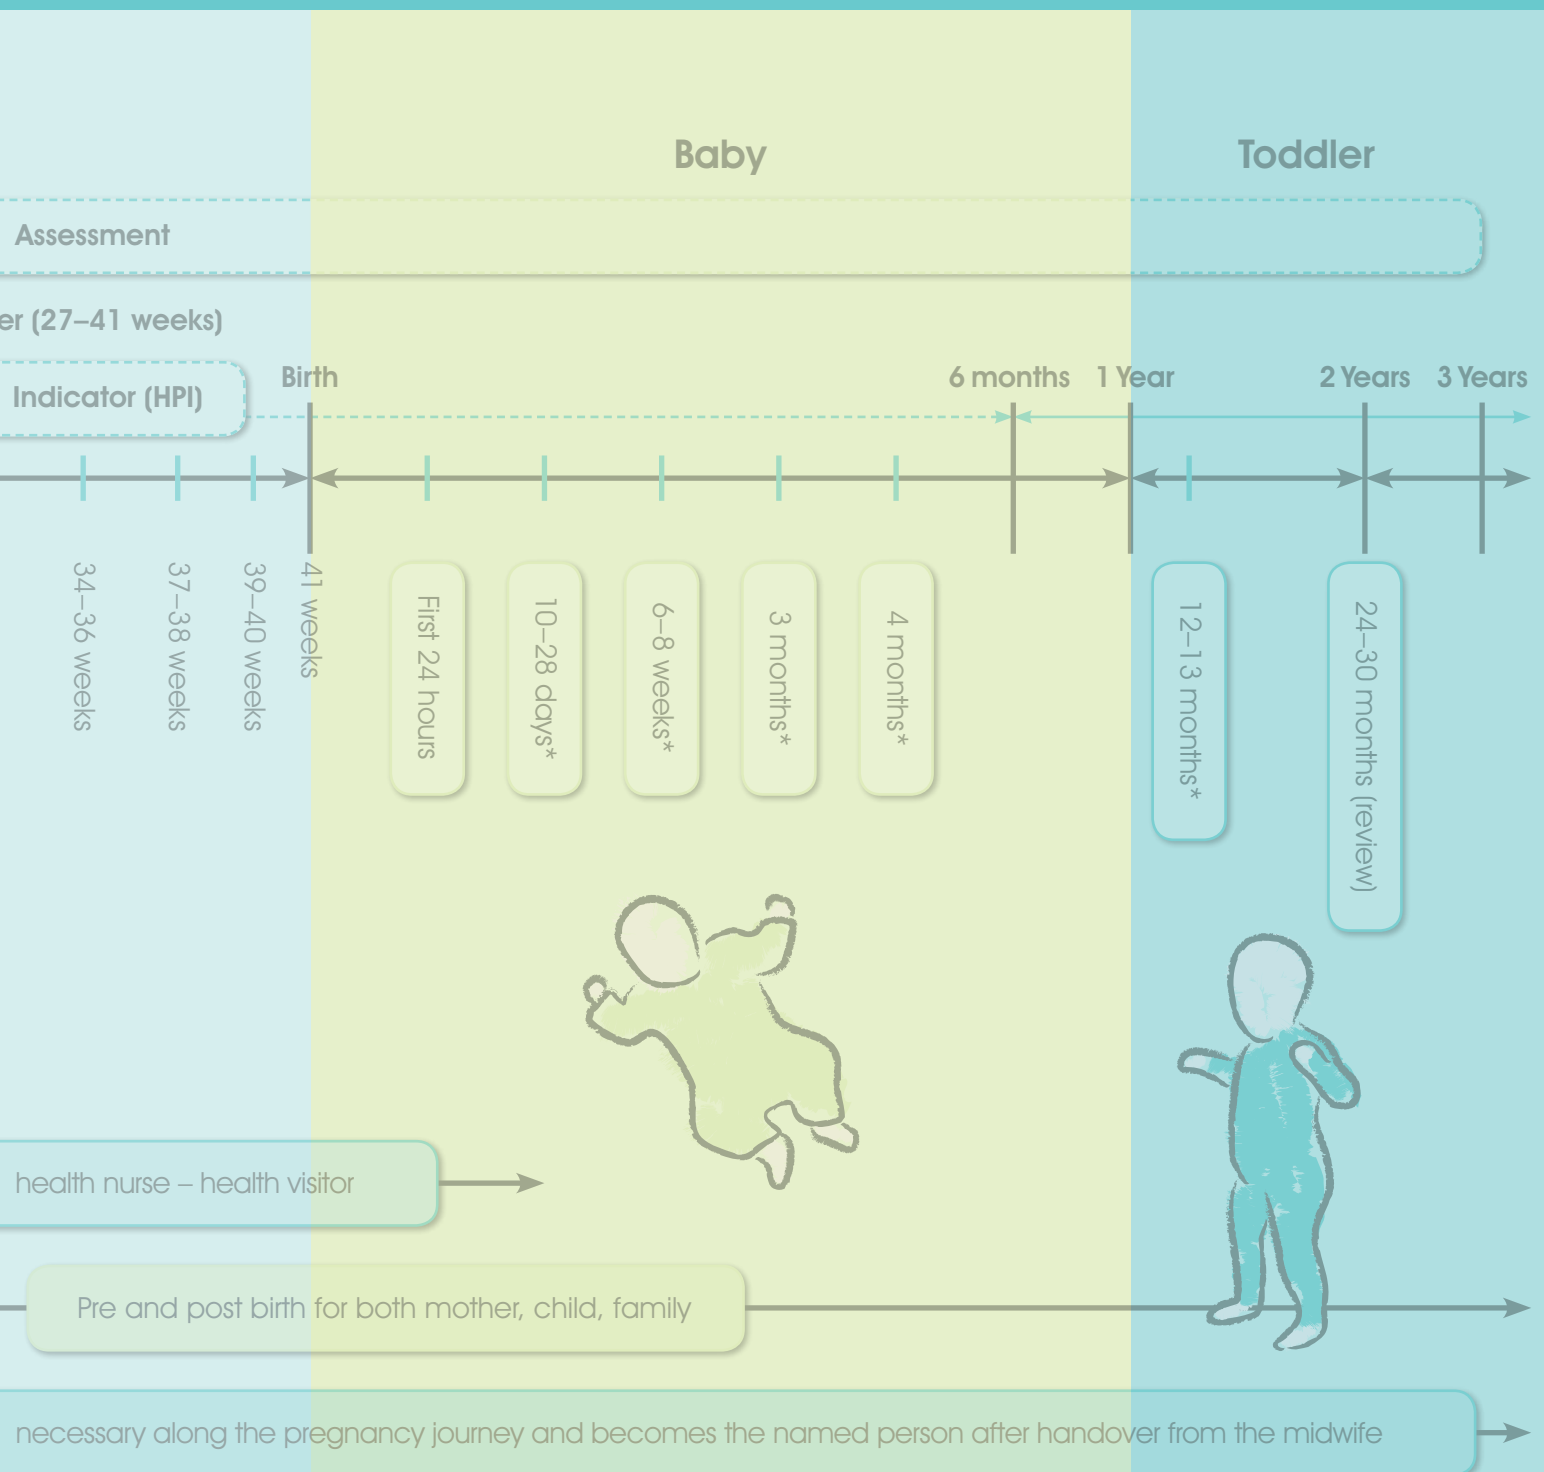 Baby
Toddler
Assessment
er (27–41 weeks)
Indicator (HPI)
Birth
6 months
1 Year
2 Years
3 Years
34–36 weeks
37–38 weeks
39–40 weeks
41 weeks
First 24 hours
10–28 days*
6–8 weeks*
3 months*
4 months*
12–13 months*
24–30 months (review)
health nurse – health visitor
Pre and post birth for both mother, child, family
necessary along the pregnancy journey and becomes the named person after handover from the midwife